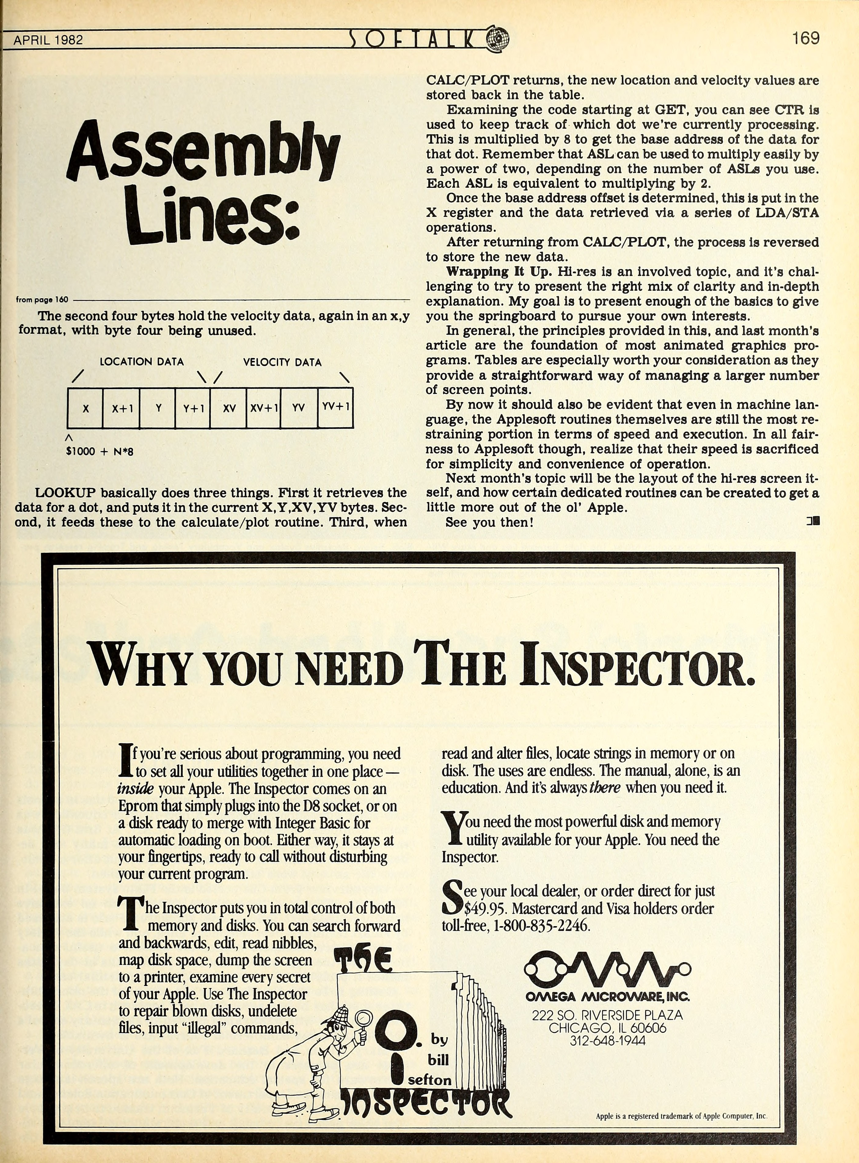 APRIL 1982
SOFTALK
169
Assembly
Lines:
from page 160
The second four bytes hold the velocity data, again in an x,y
format, with byte four being unused.
LOCATION DATA
VELOCITY DATA
/ \ / \
X X+1 Y Y+1 XV XV+1 YV YV+1
^
$1000 + N*8
LOOKUP basically does three things. First it retrieves the
data for a dot, and puts it in the current X,Y,XV,YV bytes. Sec-
ond, it feeds these to the calculate/plot routine. Third, when
CALC/PLOT returns, the new location and velocity values are
stored back in the table.
Examining the code starting at GET, you can see CTR is
used to keep track of which dot we're currently processing.
This is multiplied by 8 to get the base address of the data for
that dot. Remember that ASL can be used to multiply easily by
a power of two, depending on the number of ASLs you use.
Each ASL is equivalent to multiplying by 2.
Once the base address offset is determined, this is put in the
X register and the data retrieved via a series of LDA/STA
operations.
After returning from CALC/PLOT, the process is reversed
to store the new data.
Wrapping It Up. Hi-res is an involved topic, and it's chal-
lenging to try to present the right mix of clarity and in-depth
explanation. My goal is to present enough of the basics to give
you the springboard to pursue your own interests.
In general, the principles provided in this, and last month's
article are the foundation of most animated graphics pro-
grams. Tables are especially worth your consideration as they
provide a straightforward way of managing a larger number
of screen points.
By now it should also be evident that even in machine lan-
guage, the Applesoft routines themselves are still the most re-
straining portion in terms of speed and execution. In all fair-
ness to Applesoft though, realize that their speed is sacrificed
for simplicity and convenience of operation.
Next month's topic will be the layout of the hi-res screen it-
self, and how certain dedicated routines can be created to get a
little more out of the ol' Apple.
See you then!
WHY YOU NEED THE INSPECTOR.
If you're serious about programming, you need
to set all your utilities together in one place —
inside your Apple. The Inspector comes on an
Eprom that simply plugs into the D8 socket, or on
a disk ready to merge with Integer Basic for
automatic loading on boot. Either way, it stays at
your fingertips, ready to call without disturbing
your current program.
The Inspector puts you in total control of both
memory and disks. You can search forward
and backwards, edit, read nibbles,
map disk space, dump the screen
to a printer, examine every secret
of your Apple. Use The Inspector
to repair blown disks, undelete
files, input "illegal" commands,
read and alter files, locate strings in memory or on
disk. The uses are endless. The manual, alone, is an
education. And it's always there when you need it.
You need the most powerful disk and memory
utility available for your Apple. You need the
Inspector.
See your local dealer, or order direct for just
$49.95. Mastercard and Visa holders order
toll-free, 1-800-835-2246.
THE
by
bill
sefton
INSPECTOR
OMEGA MICROWARE, INC.
222 SO. RIVERSIDE PLAZA
CHICAGO, IL 60606
312-648-1944
Apple is a registered trademark of Apple Computer, Inc.